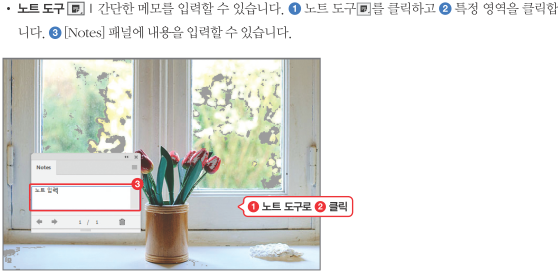 • 노트 도구 | 간단한 메모를 입력할 수 있습니다. ❶ 노트 도구를 클릭하고 ❷ 특정 영역을 클릭합
니다. ❸ [Notes] 패널에 내용을 입력할 수 있습니다.
Notes
노트 입력
3
1 / 1
❶ 노트 도구로 ❷ 클릭